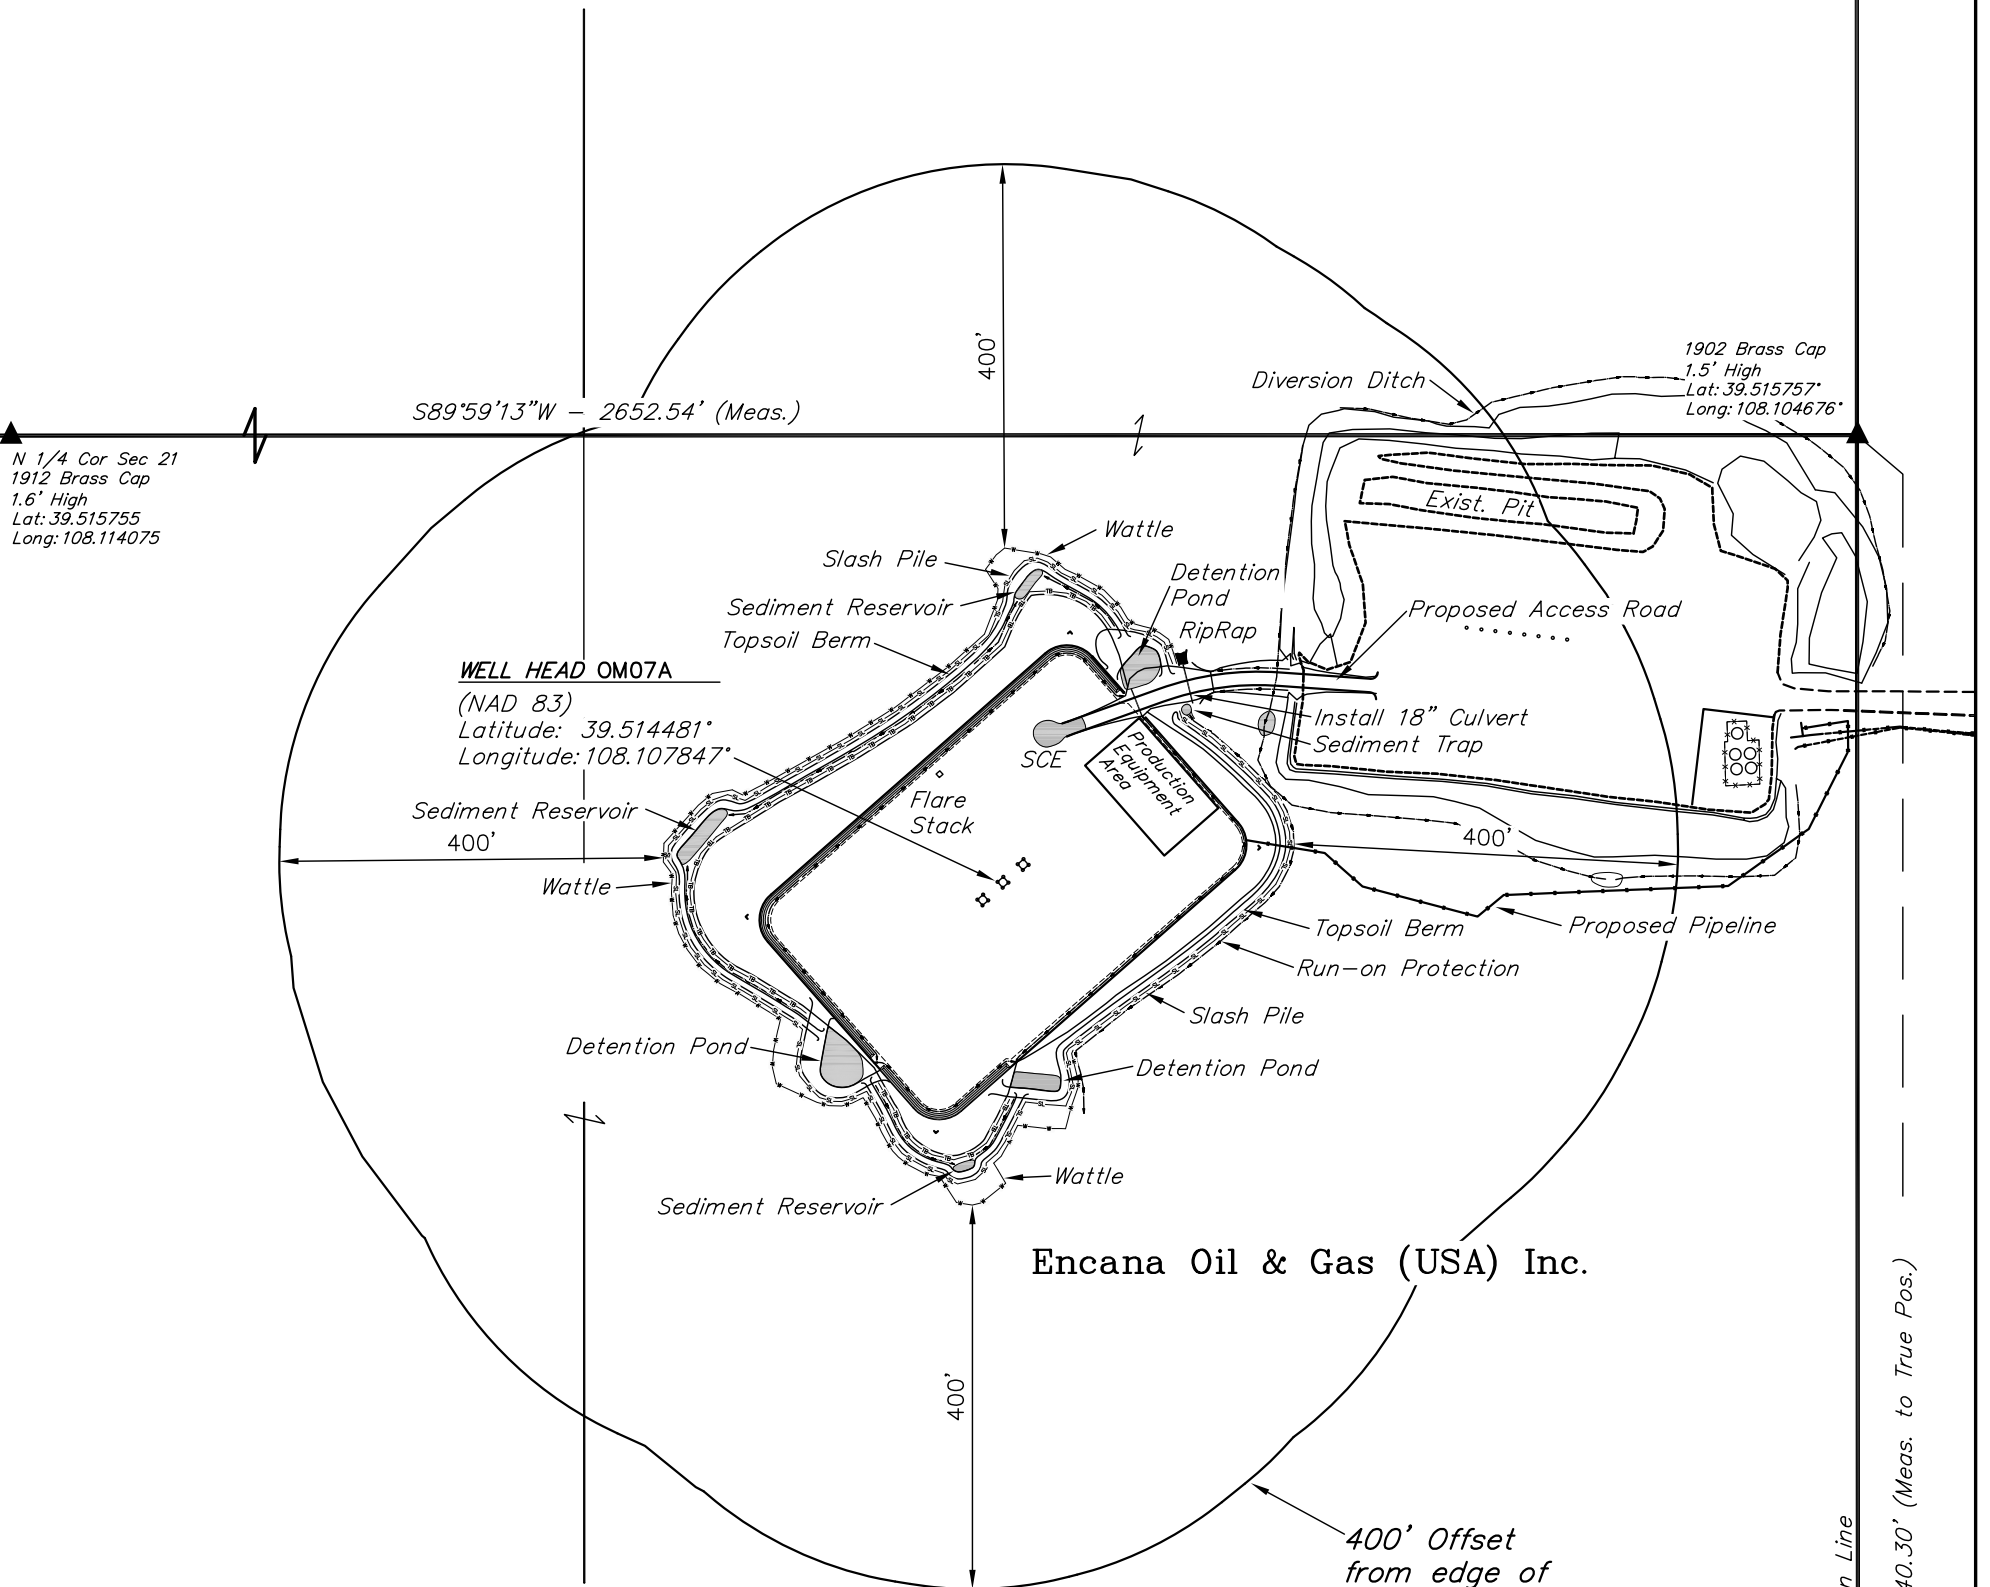 400'
1902 Brass Cap
1.5' High
Lat: 39.515757°
Long: 108.104676°
Diversion Ditch
S89°59'13"W - 2652.54' (Meas.)
N 1/4 Cor Sec 21
1912 Brass Cap
1.6' High
Lat: 39.515755
Long: 108.114075
Exist. Pit
Wattle
Slash Pile
Detention
Pond
Sediment Reservoir
Proposed Access Road
Topsoil Berm
RipRap
WELL HEAD OM07A
(NAD 83)
Latitude: 39.514481°
Longitude: 108.107847°
Install 18" Culvert
Sediment Trap
SCE
Production
Equipment
Area
Flare
Stack
Sediment Reservoir
400'
400'
Wattle
Topsoil Berm
Proposed Pipeline
Run-on Protection
Slash Pile
Detention Pond
Detention Pond
Wattle
Sediment Reservoir
Encana Oil & Gas (USA) Inc.
400'
400' Offset
from edge of
n Line
40.30' (Meas. to True Pos.)